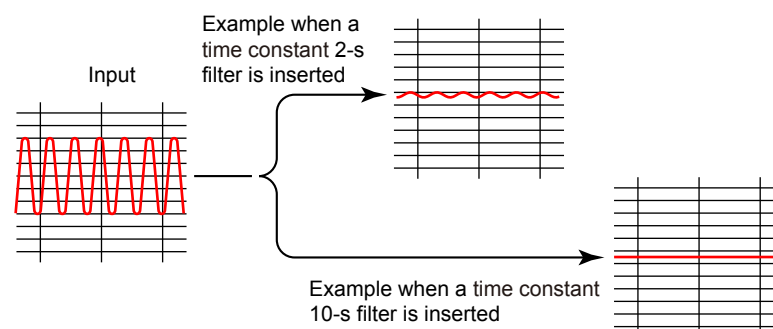 Example when a
time constant 2-s
filter is inserted
Input
Example when a time constant
10-s filter is inserted